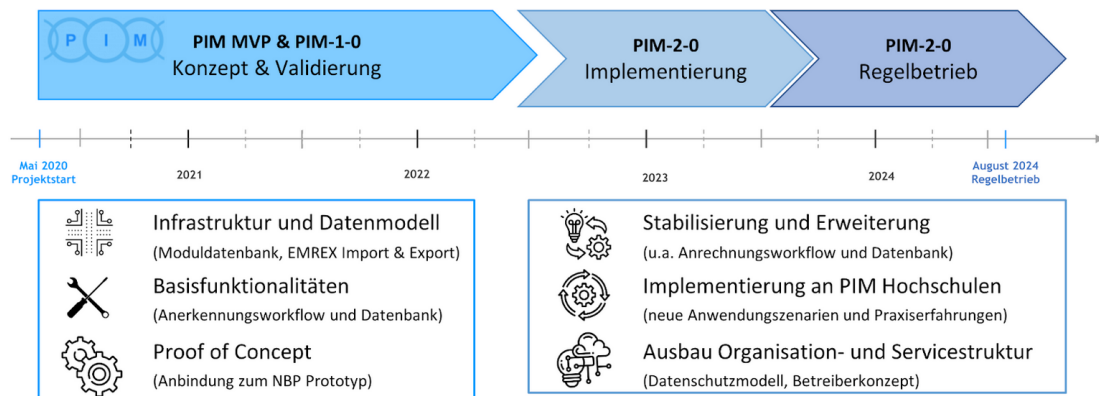 P I M
PIM MVP & PIM-1-0
Konzept & Validierung
PIM-2-0
Implementierung
PIM-2-0
Regelbetrieb
Mai 2020
Projektstart
2021
2022
2023
2024
August 2024
Regelbetrieb
Infrastruktur und Datenmodell
(Moduldatenbank, EMREX Import & Export)
Basisfunktionalitäten
(Anerkennungsworkflow und Datenbank)
Proof of Concept
(Anbindung zum NBP Prototyp)
Stabilisierung und Erweiterung
(u.a. Anrechnungsworkflow und Datenbank)
Implementierung an PIM Hochschulen
(neue Anwendungszenarien und Praxiserfahrungen)
Ausbau Organisation- und Servicestruktur
(Datenschutzmodell, Betreiberkonzept)